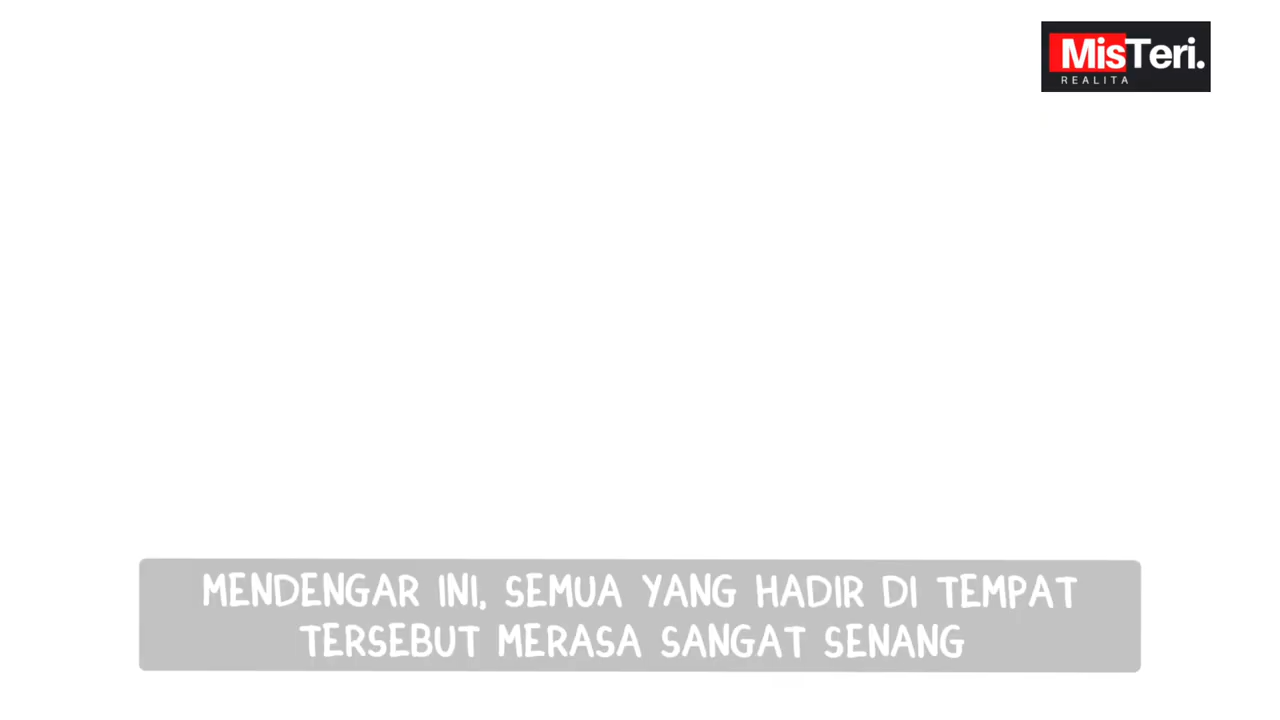 MisTeri.
REALITA
MENDENGAR INI, SEMUA YANG HADIR DI TEMPAT
TERSEBUT MERASA SANGAT SENANG